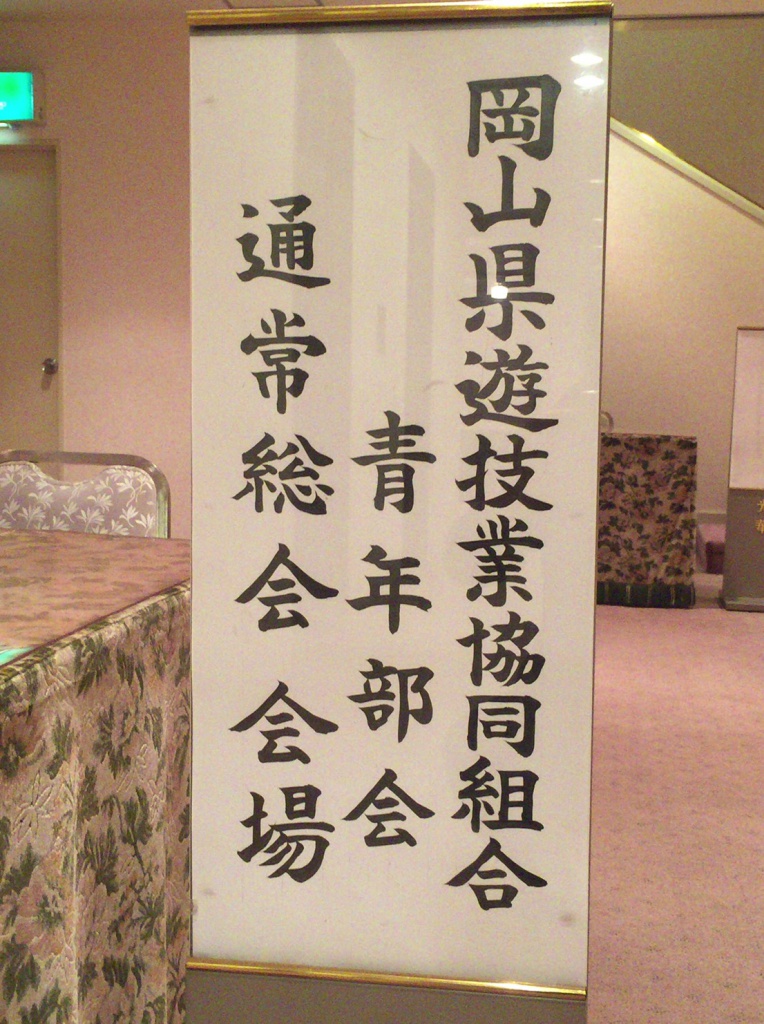 岡山県遊技業協同組合
青年部会
通常総会会場